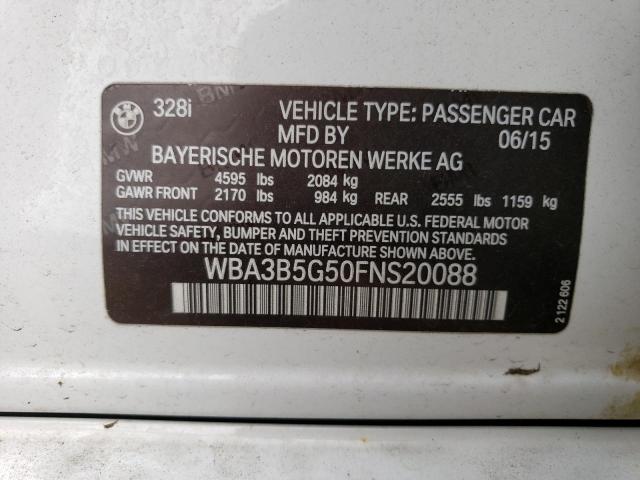 BMW 328i VEHICLE TYPE: PASSENGER CAR
MFD BY 06/15
BAYERISCHE MOTOREN WERKE AG
GVWR 4595 lbs 2084 kg
GAWR FRONT 2170 lbs 984 kg REAR 2555 lbs 1159 kg
THIS VEHICLE CONFORMS TO ALL APPLICABLE U.S. FEDERAL MOTOR
VEHICLE SAFETY, BUMPER AND THEFT PREVENTION STANDARDS
IN EFFECT ON THE DATE OF MANUFACTURE SHOWN ABOVE.
WBA3B5G50FNS20088
2 122 606